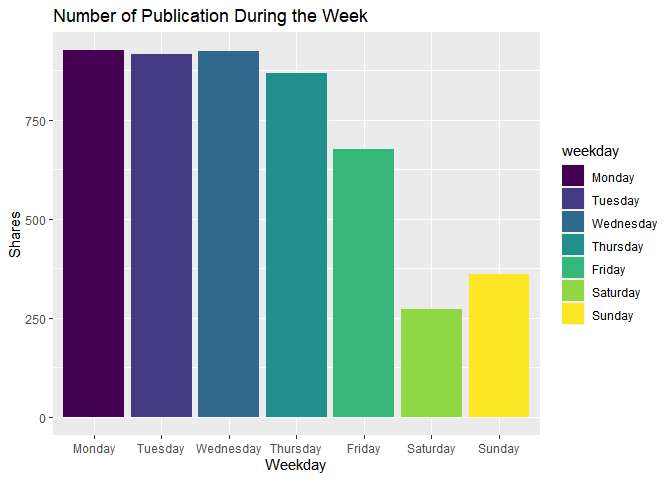 Number of Publication During the Week
Shares
750
500
250
0
Monday Tuesday Wednesday Thursday Friday Saturday Sunday
Weekday
weekday
Monday
Tuesday
Wednesday
Thursday
Friday
Saturday
Sunday